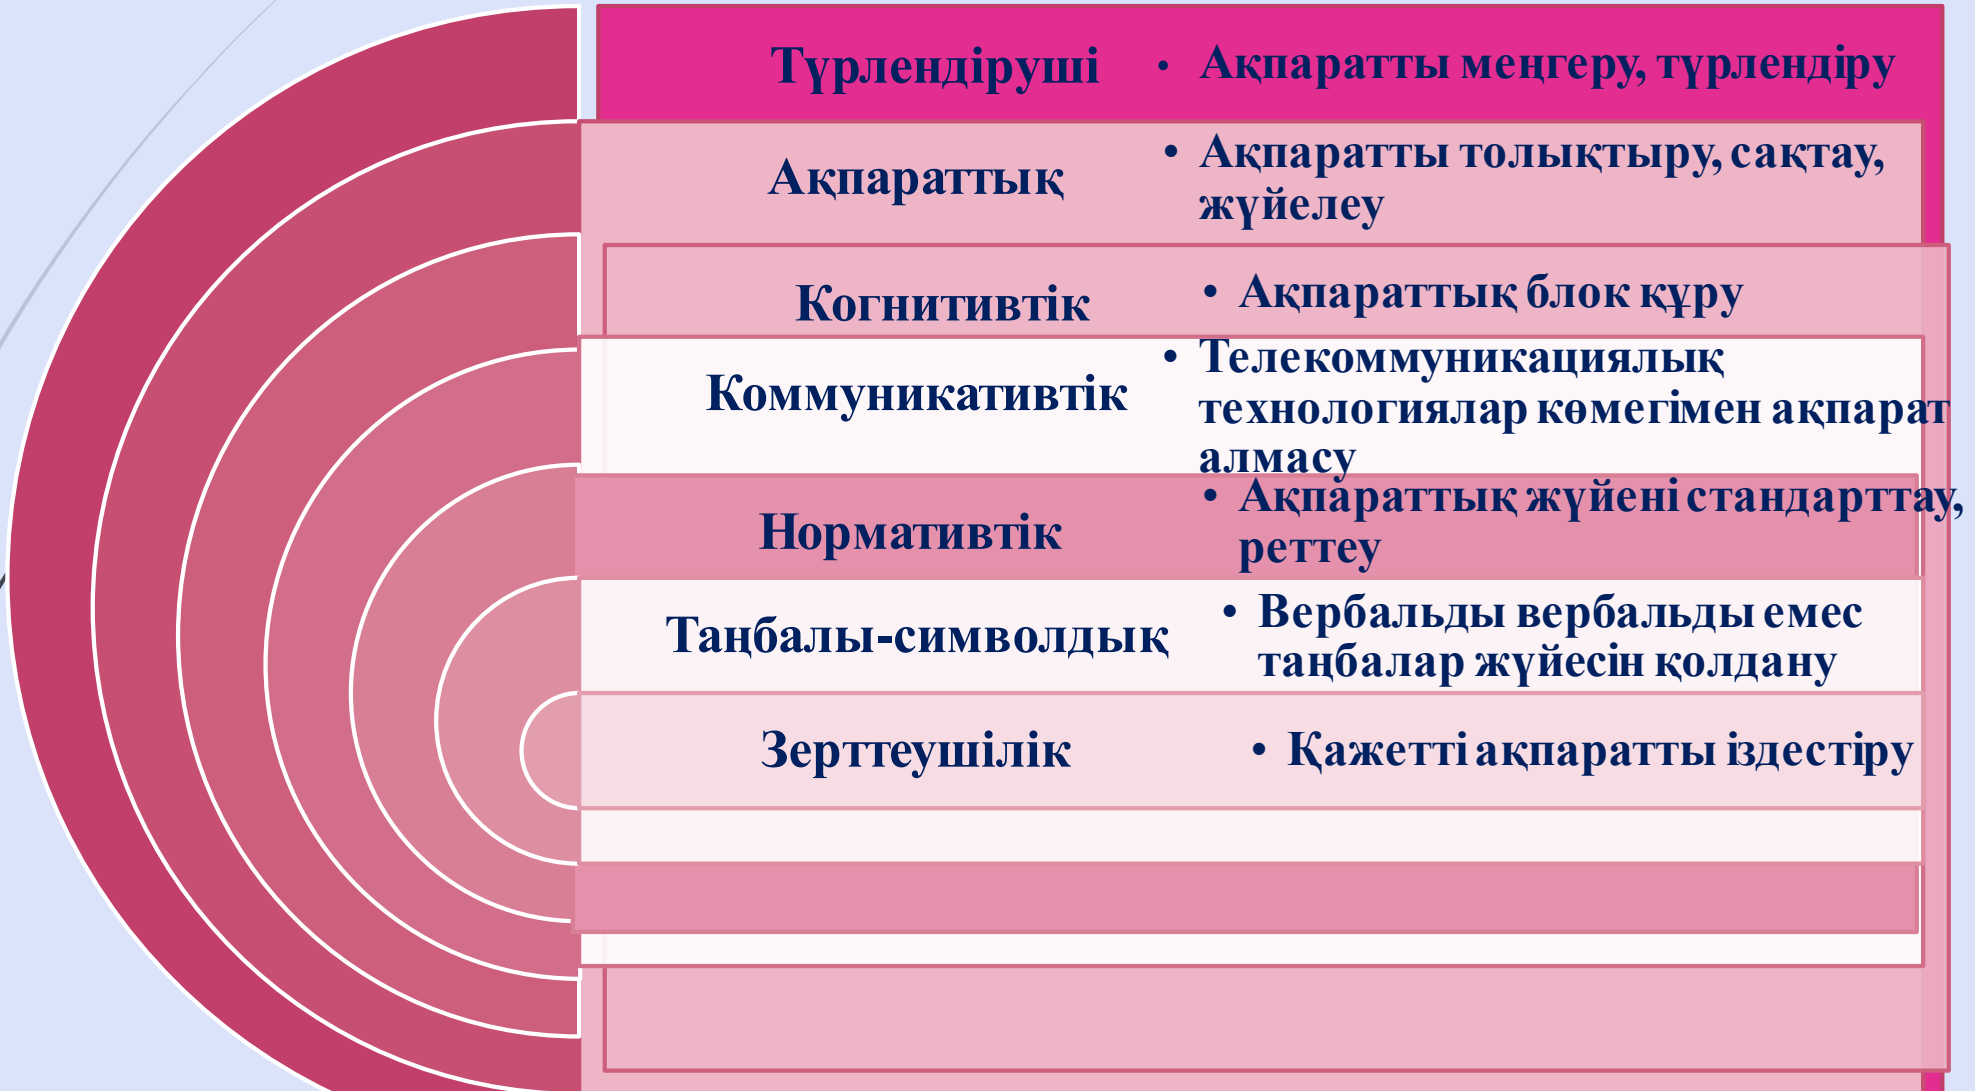 Түрлендіруші
• Ақпаратты меңгеру, түрлендіру
Ақпараттық
• Ақпаратты толықтыру, сақтау,
жүйелеу
Когнитивтік
• Ақпараттық блок құру
Коммуникативтік
• Телекоммуникациялық
технологиялар көмегімен ақпарат
алмасу
Нормативтік
• Ақпараттық жүйені стандарттау,
реттеу
Таңбалы-символдық
• Вербальды вербальды емес
таңбалар жүйесін қолдану
Зерттеушілік
• Қажетті ақпаратты іздестіру